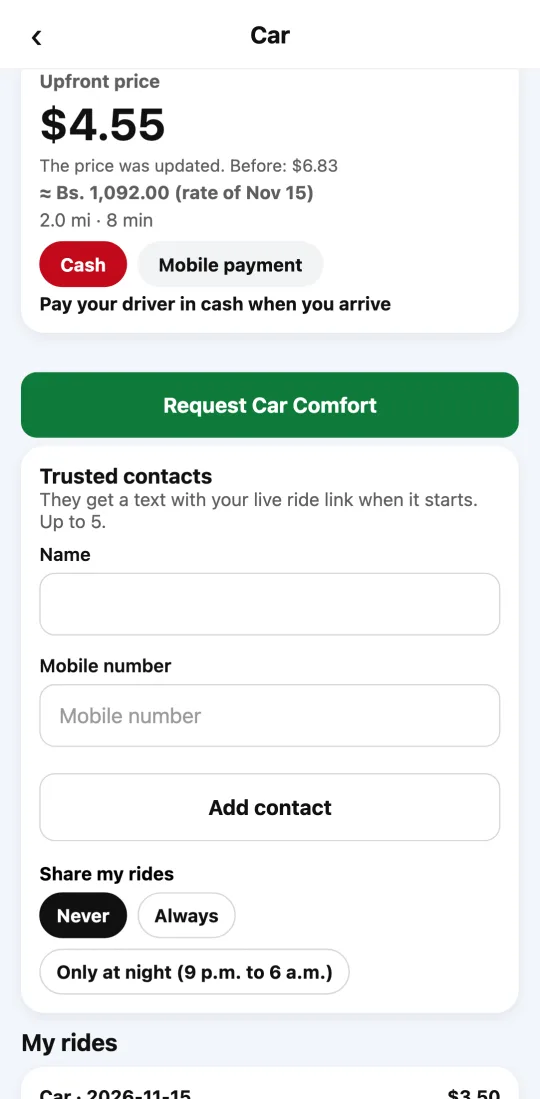 ‹ Car
Upfront price
$4.55
The price was updated. Before: $6.83
≈ Bs. 1,092.00 (rate of Nov 15)
2.0 mi · 8 min
Cash Mobile payment
Pay your driver in cash when you arrive
Request Car Comfort
Trusted contacts
They get a text with your live ride link when it starts.
Up to 5.
Name
Mobile number
Mobile number
Add contact
Share my rides
Never Always
Only at night (9 p.m. to 6 a.m.)
My rides
Car · 2026-11-15 $3.50